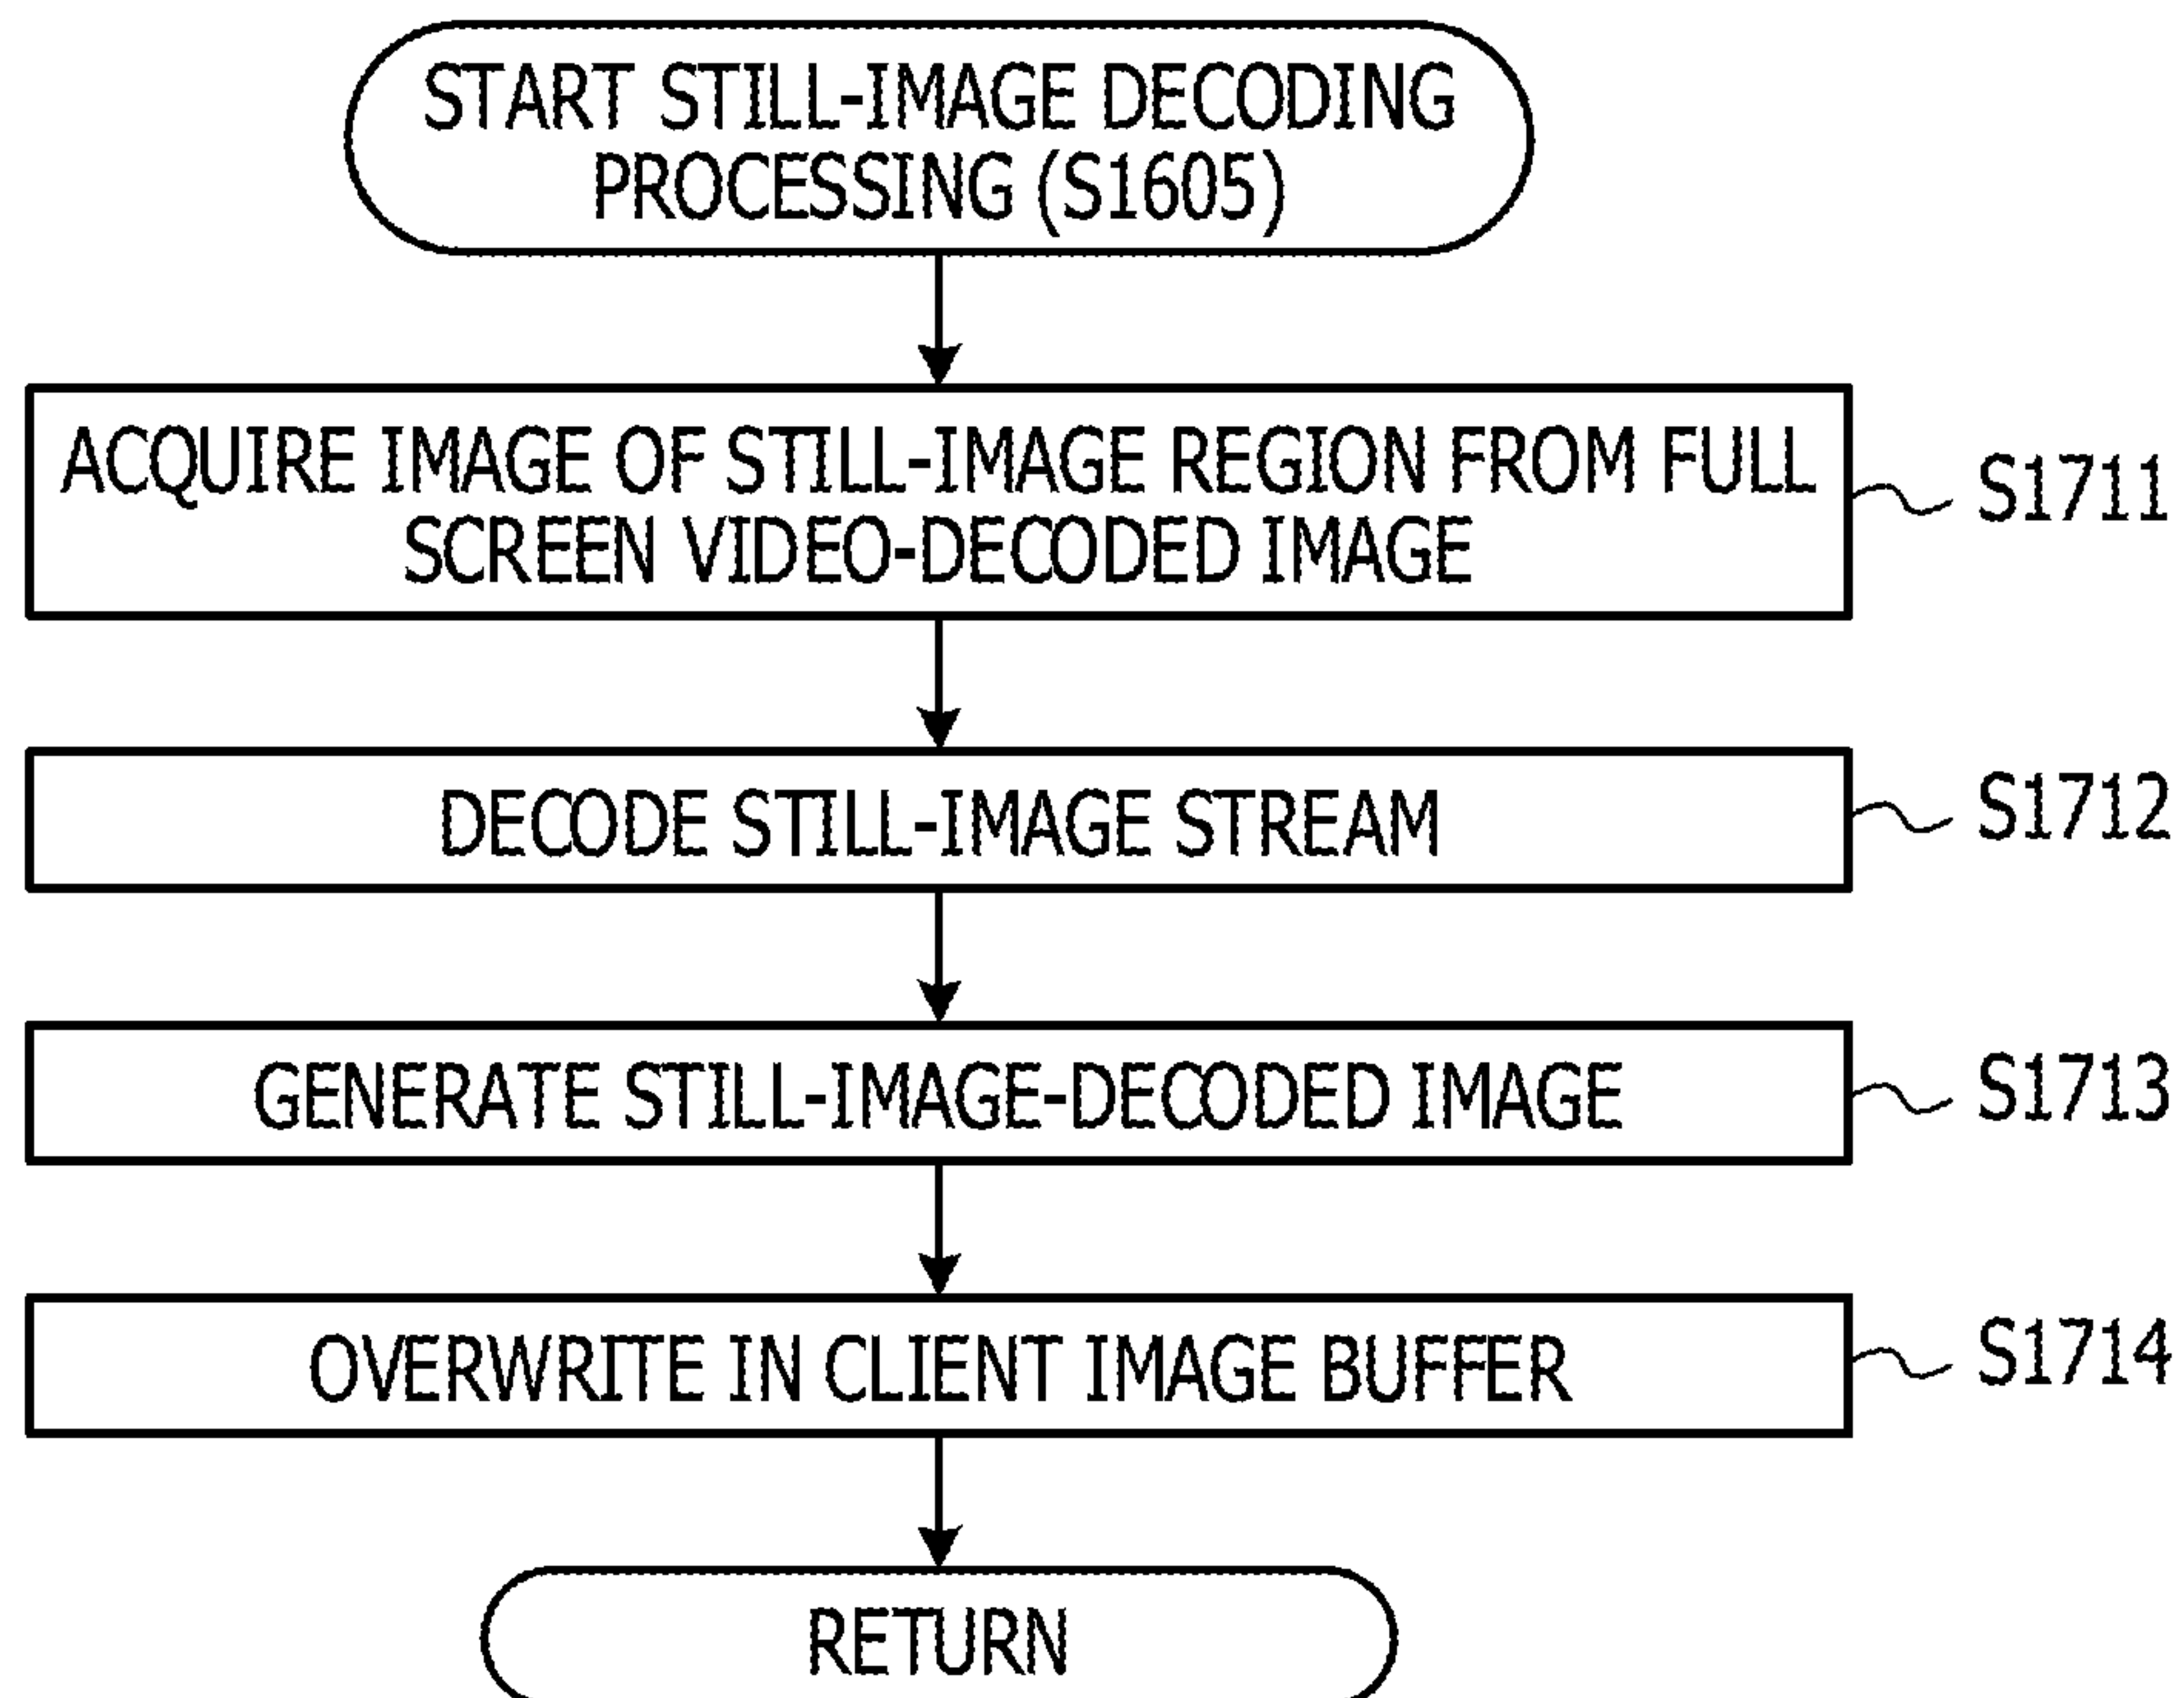 START STILL-IMAGE DECODING
PROCESSING (S1605)
ACQUIRE IMAGE OF STILL-IMAGE REGION FROM FULL
SCREEN VIDEO-DECODED IMAGE
S1711
DECODE STILL-IMAGE STREAM
S1712
GENERATE STILL-IMAGE-DECODED IMAGE
S1713
OVERWRITE IN CLIENT IMAGE BUFFER
S1714
RETURN